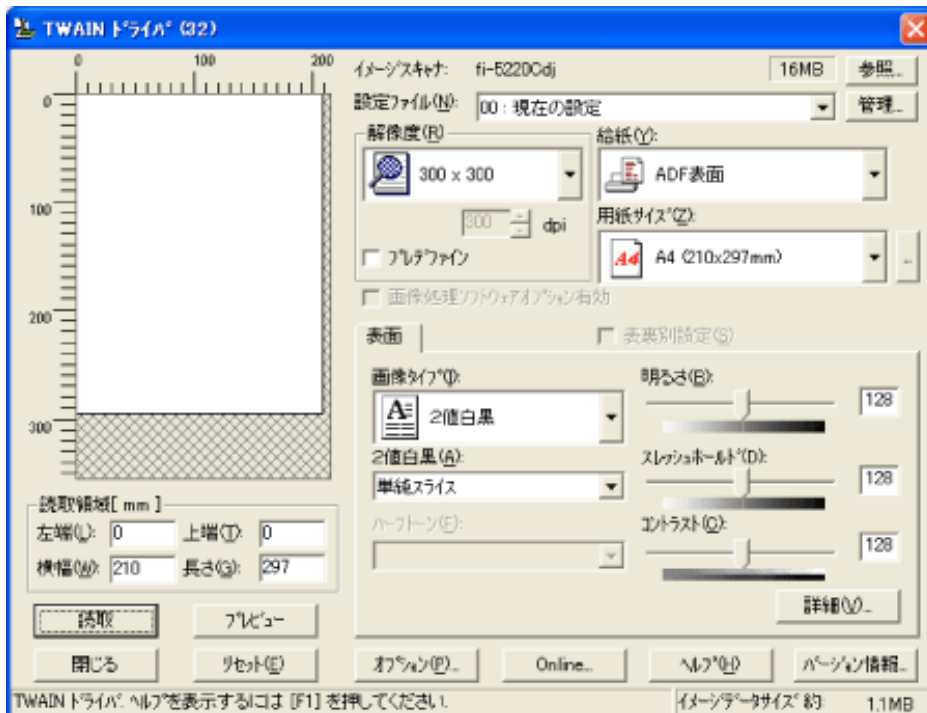 TWAIN ドライバ (32)
0 100 200
イメージスキャナ: fi-5220Cdj 16MB 参照...
設定ファイル(N): 00 : 現在の設定 管理...
解像度(R)
300 x 300
300 dpi
プレデファイン
給紙(Y):
ADF表面
用紙サイズ(Z):
A4 A4 (210x297mm) ...
画像処理ソフトウェアオプション有効
0
100
200
300
表面
表裏別設定(S)
画像タイプ(I):
A 2値白黒
2値白黒(A):
単純スライス
ハーフトーン(F):
明るさ(B):
128
スレッシュホールド(D):
128
コントラスト(C):
128
詳細(V)...
読取領域[ mm ]
左端(L): 0 上端(T): 0
横幅(W): 210 長さ(G): 297
読取 プレビュー
閉じる リセット(E) オプション(P)... Online... ヘルプ(H) バージョン情報...
TWAIN ドライバ. ヘルプを表示するには [F1] を押してください. イメージデータサイズ 約: 1.1MB